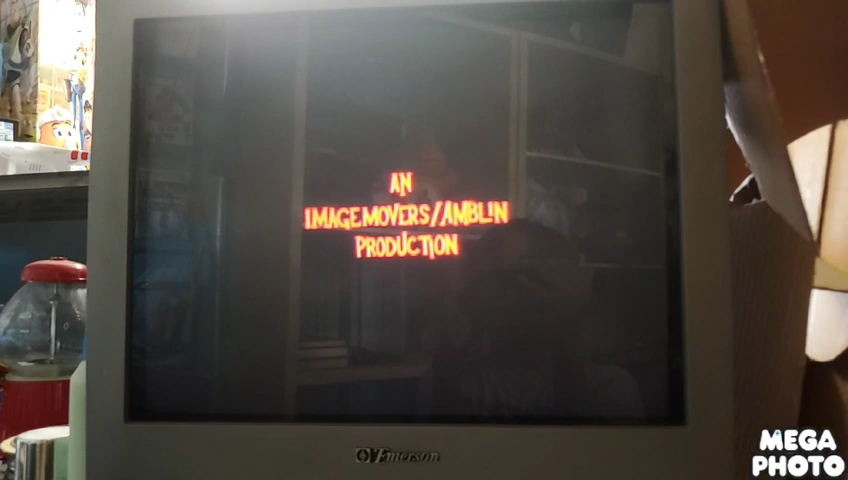 AN
IMAGEMOVERS/AMBLIN
PRODUCTION
Emerson
MEGA
PHOTO